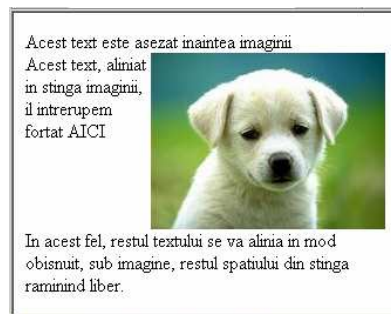 Acest text este asezat inaintea imaginii
Acest text, aliniat
in stinga imaginii,
il intrerupem
fortat AICI
In acest fel, restul textului se va alinia in mod
obisnuit, sub imagine, restul spatiului din stinga
raminind liber.